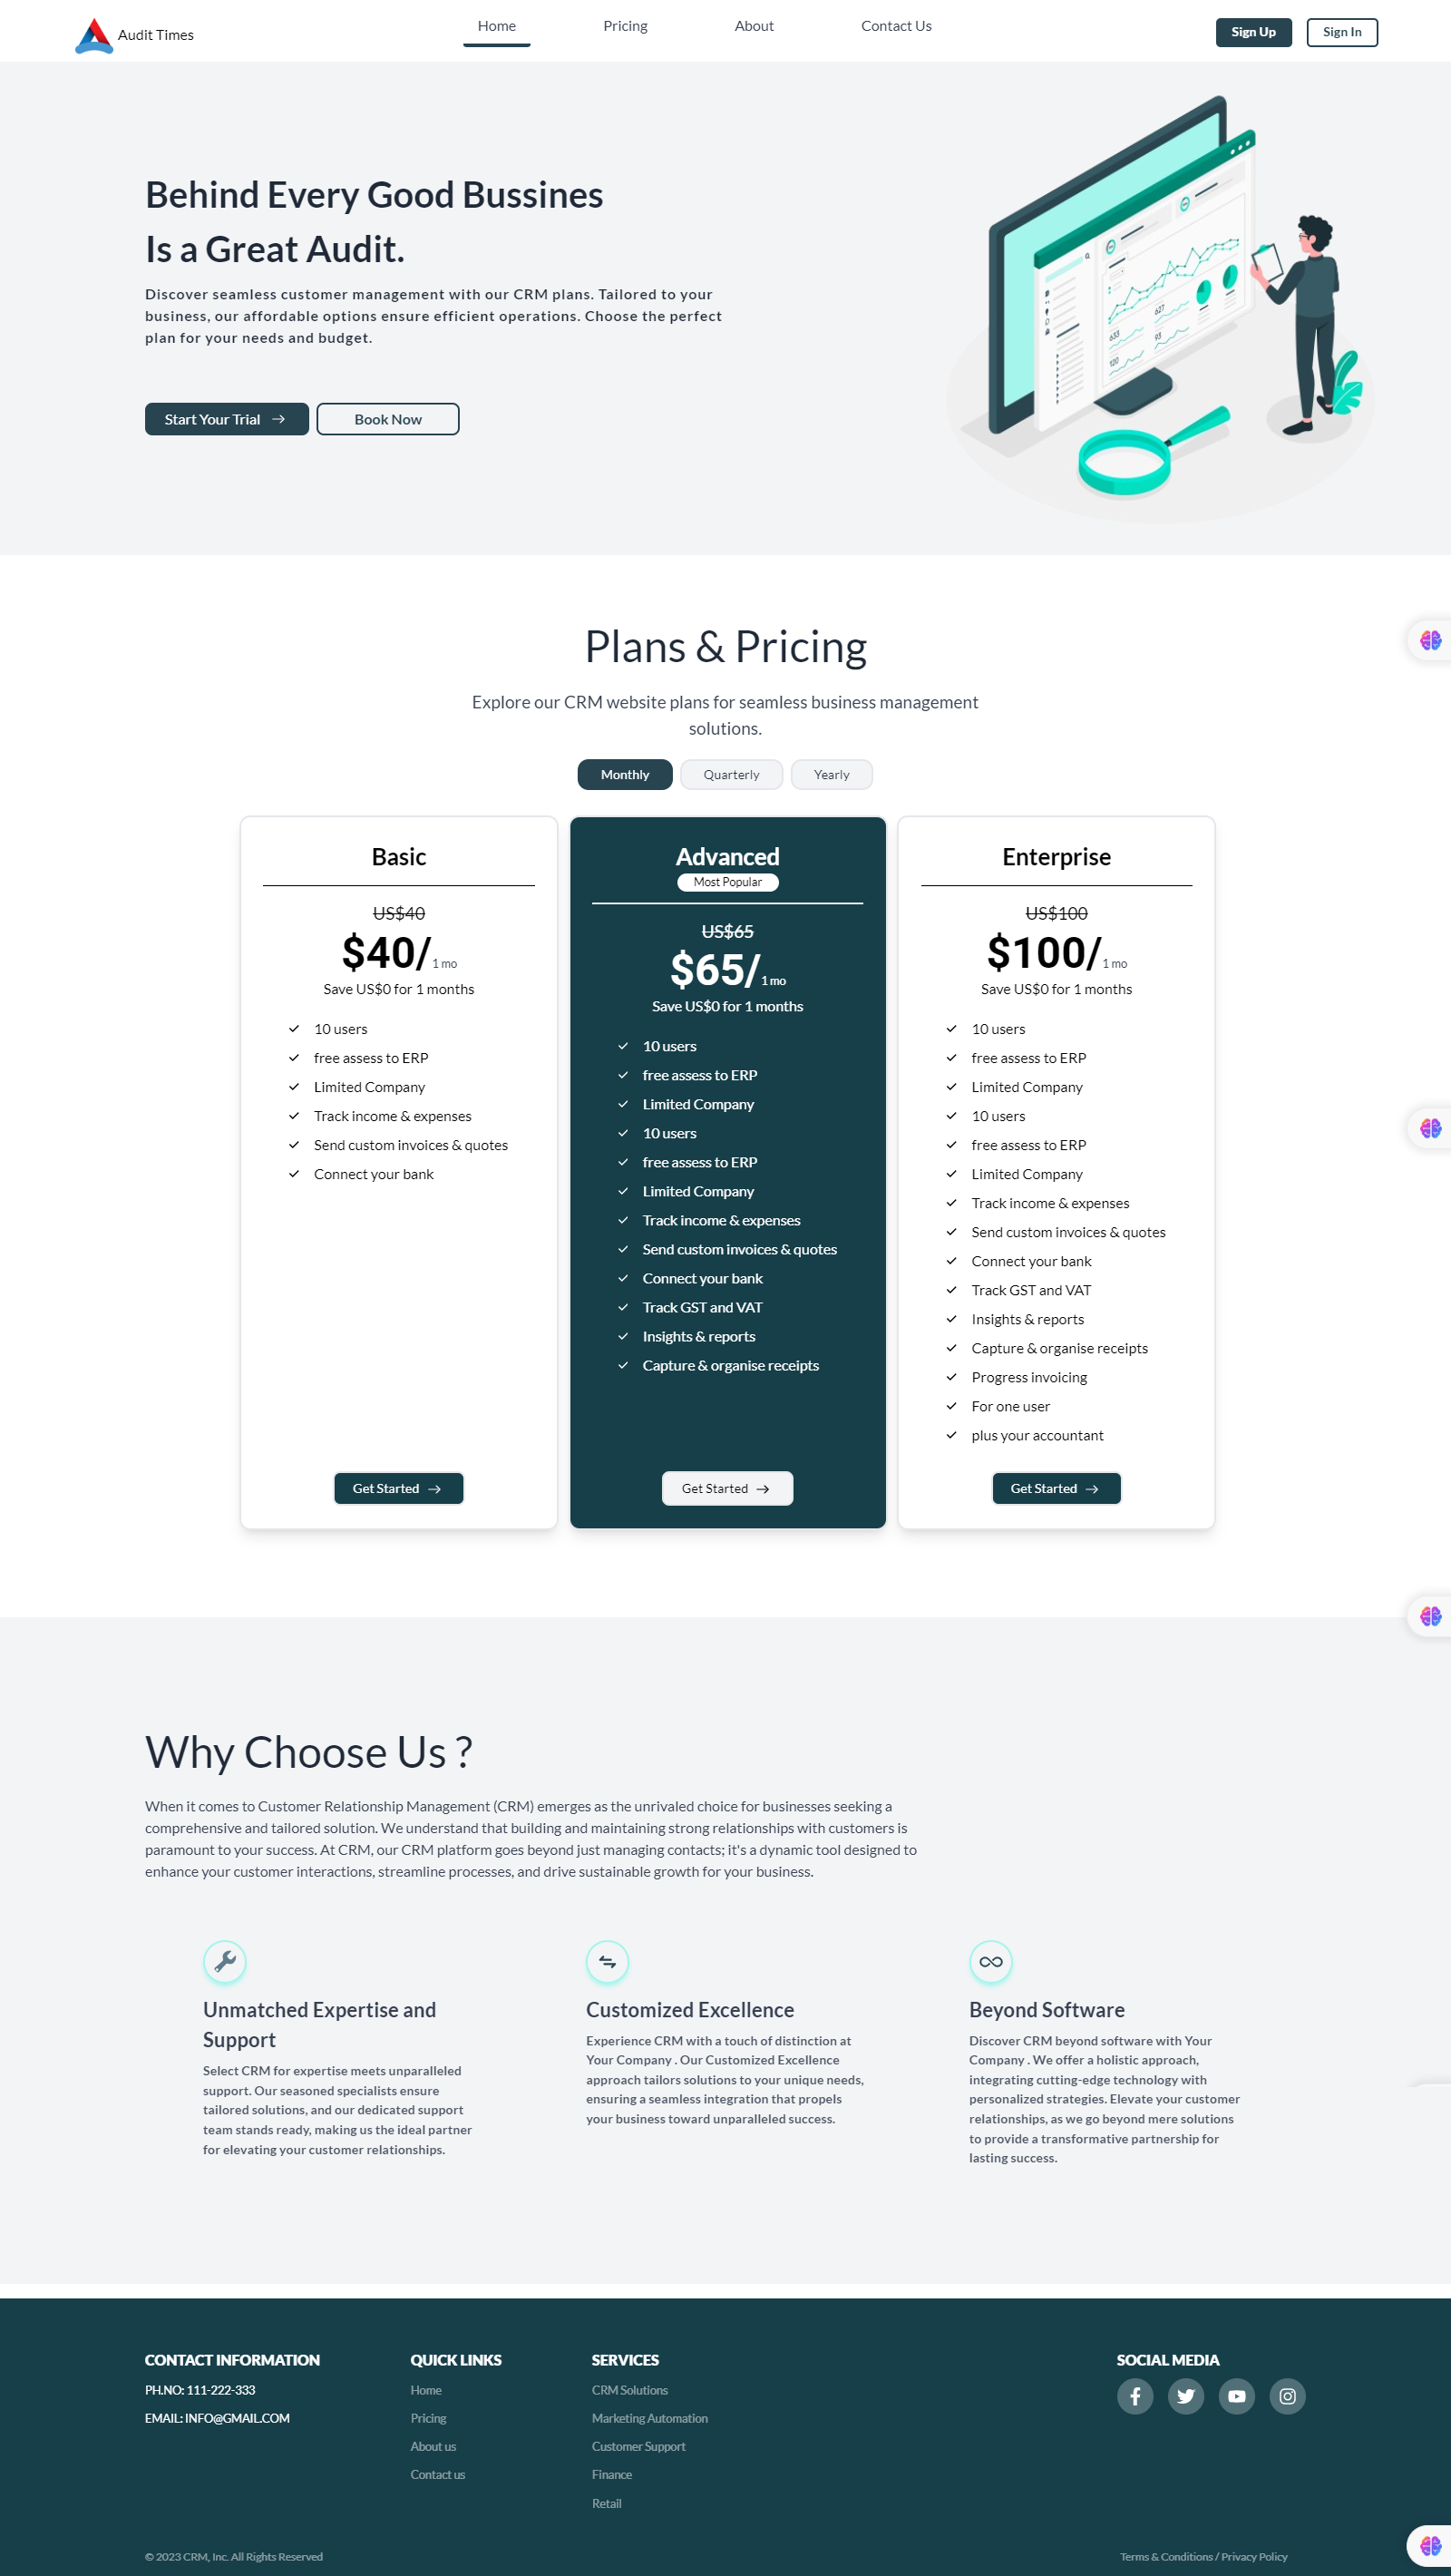 Audit Times
Home
Pricing
About
Contact Us
Sign Up
Sign In
Behind Every Good Bussines
Is a Great Audit.
Discover seamless customer management with our CRM plans. Tailored to your
business, our affordable options ensure efficient operations. Choose the perfect
plan for your needs and budget.
Start Your Trial
Book Now
633
627
120
93
Plans & Pricing
Explore our CRM website plans for seamless business management
solutions.
Monthly
Quarterly
Yearly
Basic
US$40
$40/ 1 mo
Save US$0 for 1 months
10 users
free assess to ERP
Limited Company
Track income & expenses
Send custom invoices & quotes
Connect your bank
Get Started
Advanced
Most Popular
US$65
$65/ 1 mo
Save US$0 for 1 months
10 users
free assess to ERP
Limited Company
10 users
free assess to ERP
Limited Company
Track income & expenses
Send custom invoices & quotes
Connect your bank
Track GST and VAT
Insights & reports
Capture & organise receipts
Get Started
Enterprise
US$100
$100/ 1 mo
Save US$0 for 1 months
10 users
free assess to ERP
Limited Company
10 users
free assess to ERP
Limited Company
Track income & expenses
Send custom invoices & quotes
Connect your bank
Track GST and VAT
Insights & reports
Capture & organise receipts
Progress invoicing
For one user
plus your accountant
Get Started
Why Choose Us ?
When it comes to Customer Relationship Management (CRM) emerges as the unrivaled choice for businesses seeking a
comprehensive and tailored solution. We understand that building and maintaining strong relationships with customers is
paramount to your success. At CRM, our CRM platform goes beyond just managing contacts; it's a dynamic tool designed to
enhance your customer interactions, streamline processes, and drive sustainable growth for your business.
Unmatched Expertise and
Support
Select CRM for expertise meets unparalleled
support. Our seasoned specialists ensure
tailored solutions, and our dedicated support
team stands ready, making us the ideal partner
for elevating your customer relationships.
Customized Excellence
Experience CRM with a touch of distinction at
Your Company . Our Customized Excellence
approach tailors solutions to your unique needs,
ensuring a seamless integration that propels
your business toward unparalleled success.
Beyond Software
Discover CRM beyond software with Your
Company . We offer a holistic approach,
integrating cutting-edge technology with
personalized strategies. Elevate your customer
relationships, as we go beyond mere solutions
to provide a transformative partnership for
lasting success.
CONTACT INFORMATION
PH.NO: 111-222-333
EMAIL: INFO@GMAIL.COM
QUICK LINKS
Home
Pricing
About us
Contact us
SERVICES
CRM Solutions
Marketing Automation
Customer Support
Finance
Retail
SOCIAL MEDIA
© 2023 CRM, Inc. All Rights Reserved
Terms & Conditions / Privacy Policy